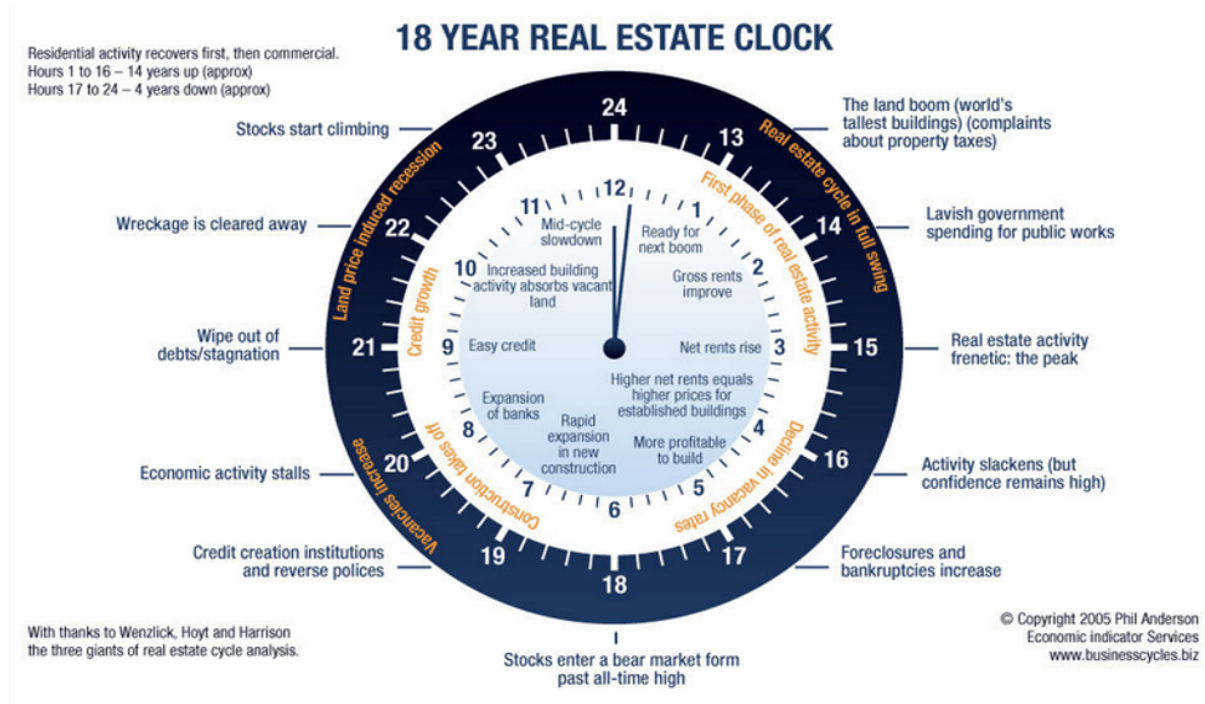 18 YEAR REAL ESTATE CLOCK
Residential activity recovers first, then commercial.
Hours 1 to 16 – 14 years up (approx)
Hours 17 to 24 – 4 years down (approx)
24
13
14
15
16
17
18
19
20
21
22
23
Real estate cycle in full swing
Land price induced recession
Vacancies increase
First phase of real estate activity
Decline in vacancy rates
Construction takes off
Credit growth
12
1
2
3
4
5
6
7
8
9
10
11
Mid-cycle
slowdown
Ready for
next boom
Gross rents
improve
Net rents rise
Higher net rents equals
higher prices for
established buildings
More profitable
to build
Rapid
expansion
in new
construction
Expansion
of banks
Easy credit
Increased building
activity absorbs vacant
land
The land boom (world's
tallest buildings) (complaints
about property taxes)
Lavish government
spending for public works
Real estate activity
frenetic: the peak
Activity slackens (but
confidence remains high)
Foreclosures and
bankruptcies increase
Stocks enter a bear market form
past all-time high
Credit creation institutions
and reverse polices
Economic activity stalls
Wipe out of
debts/stagnation
Wreckage is cleared away
Stocks start climbing
With thanks to Wenzlick, Hoyt and Harrison
the three giants of real estate cycle analysis.
© Copyright 2005 Phil Anderson
Economic indicator Services
www.businesscycles.biz